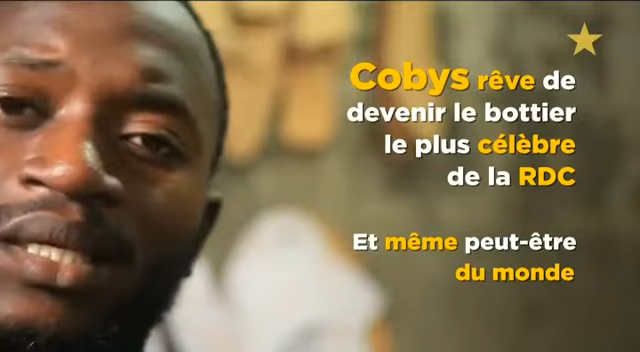 Cobys rêve de
devenir le bottier
le plus célèbre
de la RDC
Et même peut-être
du monde